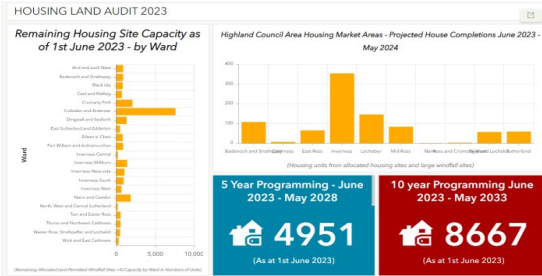 HOUSING LAND AUDIT 2023
Remaining Housing Site Capacity as
of 1st June 2023 - by Ward
Ward
Aird and Loch Ness
Badenoch and Strathspey
Black Isle
Caol and Mallaig
Cromarty Firth
Culloden and Ardersier
Dingwall and Seaforth
East Sutherland and Edderton
Eilean a' Cheo
Fort William and Ardnamurchan
Inverness Central
Inverness Millburn
Inverness Ness-side
Inverness South
Inverness West
Nairn and Cawdor
North, West and Central Sutherland
Tain and Easter Ross
Thurso and Northwest Caithness
Wester Ross, Strathpeffer and Lochalsh
Wick and East Caithness
0 5,000 10,000
(Remaining Allocated (and Permitted Windfall Sites >4) Capacity by Ward in Numbers of Units)
Highland Council Area Housing Market Areas - Projected House Completions June 2023 -
May 2024
400
300
200
100
0
Caithness East Ross Inverness Lochaber Mid Ross Sutherland
(Housing units from allocated housing sites and large windfall sites)
5 Year Programming - June
2023 - May 2028
4951
(As at 1st June 2023)
10 year Programming June
2023 - May 2033
8667
(As at 1st June 2023)